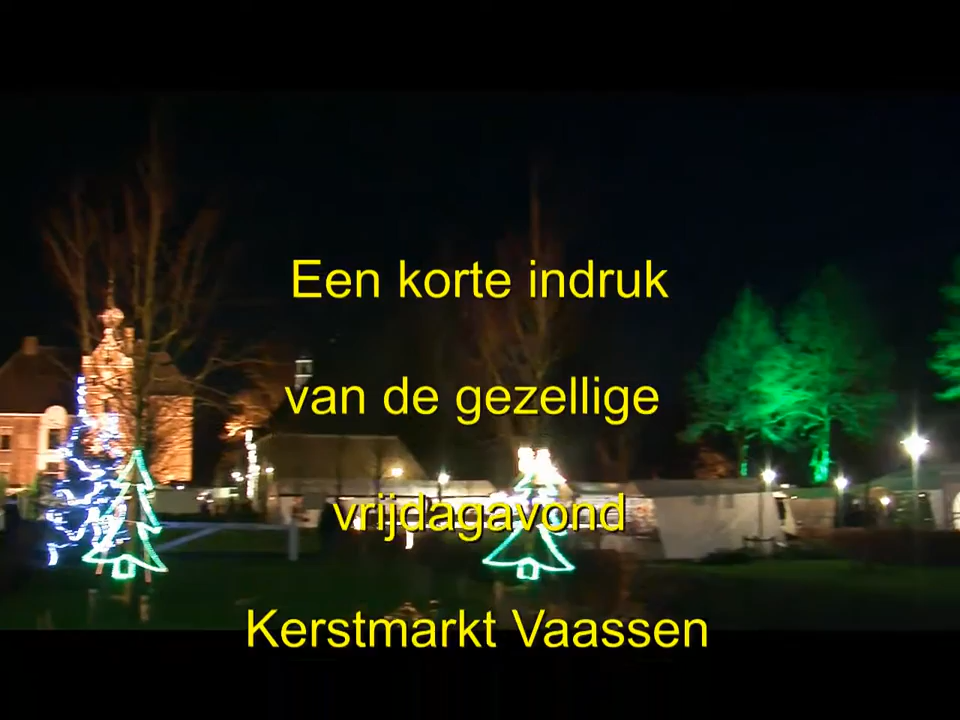 Een korte indruk
van de gezellige
vrijdagavond
Kerstmarkt Vaassen